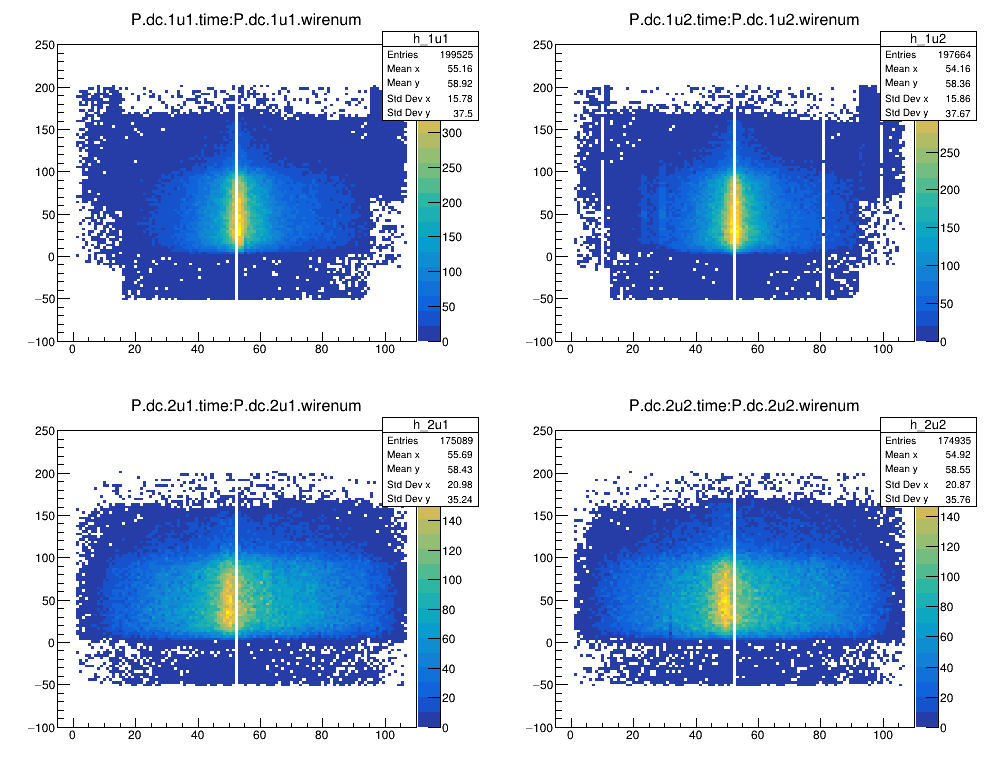 P.dc.1u1.time:P.dc.1u1.wirenum
h_1u1
Entries 199525
Mean x 55.16
Mean y 58.92
Std Dev x 15.78
Std Dev y 37.5
250
200
150
100
50
0
−50
−100
0 20 40 60 80 100
300
250
200
150
100
50
0
P.dc.1u2.time:P.dc.1u2.wirenum
h_1u2
Entries 197664
Mean x 54.16
Mean y 58.36
Std Dev x 15.86
Std Dev y 37.67
250
200
150
100
50
0
−50
−100
0 20 40 60 80 100
250
200
150
100
50
0
P.dc.2u1.time:P.dc.2u1.wirenum
h_2u1
Entries 175089
Mean x 55.69
Mean y 58.43
Std Dev x 20.98
Std Dev y 35.24
250
200
150
100
50
0
−50
−100
0 20 40 60 80 100
140
120
100
80
60
40
20
0
P.dc.2u2.time:P.dc.2u2.wirenum
h_2u2
Entries 174935
Mean x 54.92
Mean y 58.55
Std Dev x 20.87
Std Dev y 35.76
250
200
150
100
50
0
−50
−100
0 20 40 60 80 100
140
120
100
80
60
40
20
0